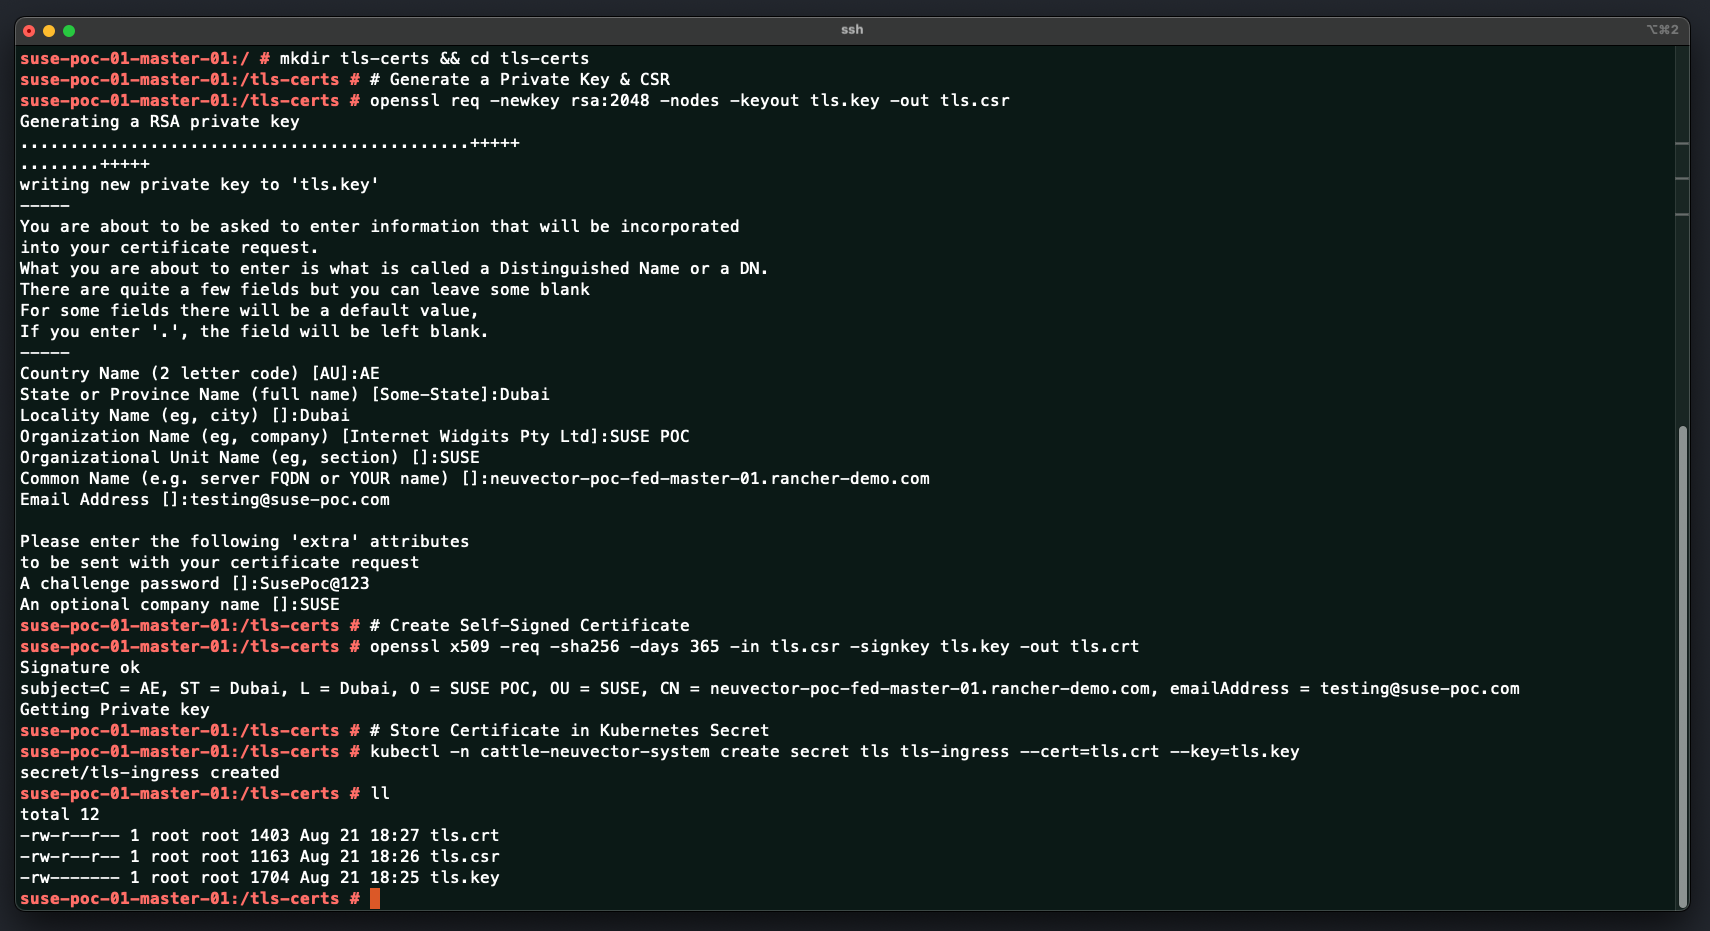 ssh
⌥⌘2
suse-poc-01-master-01:/ # mkdir tls-certs && cd tls-certs
suse-poc-01-master-01:/tls-certs # # Generate a Private Key & CSR
suse-poc-01-master-01:/tls-certs # openssl req -newkey rsa:2048 -nodes -keyout tls.key -out tls.csr
Generating a RSA private key
.............................................+++++
........+++++
writing new private key to 'tls.key'
-----
You are about to be asked to enter information that will be incorporated
into your certificate request.
What you are about to enter is what is called a Distinguished Name or a DN.
There are quite a few fields but you can leave some blank
For some fields there will be a default value,
If you enter '.', the field will be left blank.
-----
Country Name (2 letter code) [AU]:AE
State or Province Name (full name) [Some-State]:Dubai
Locality Name (eg, city) []:Dubai
Organization Name (eg, company) [Internet Widgits Pty Ltd]:SUSE POC
Organizational Unit Name (eg, section) []:SUSE
Common Name (e.g. server FQDN or YOUR name) []:neuvector-poc-fed-master-01.rancher-demo.com
Email Address []:testing@suse-poc.com

Please enter the following 'extra' attributes
to be sent with your certificate request
A challenge password []:SusePoc@123
An optional company name []:SUSE
suse-poc-01-master-01:/tls-certs # # Create Self-Signed Certificate
suse-poc-01-master-01:/tls-certs # openssl x509 -req -sha256 -days 365 -in tls.csr -signkey tls.key -out tls.crt
Signature ok
subject=C = AE, ST = Dubai, L = Dubai, O = SUSE POC, OU = SUSE, CN = neuvector-poc-fed-master-01.rancher-demo.com, emailAddress = testing@suse-poc.com
Getting Private key
suse-poc-01-master-01:/tls-certs # # Store Certificate in Kubernetes Secret
suse-poc-01-master-01:/tls-certs # kubectl -n cattle-neuvector-system create secret tls tls-ingress --cert=tls.crt --key=tls.key
secret/tls-ingress created
suse-poc-01-master-01:/tls-certs # ll
total 12
-rw-r--r-- 1 root root 1403 Aug 21 18:27 tls.crt
-rw-r--r-- 1 root root 1163 Aug 21 18:26 tls.csr
-rw------- 1 root root 1704 Aug 21 18:25 tls.key
suse-poc-01-master-01:/tls-certs #